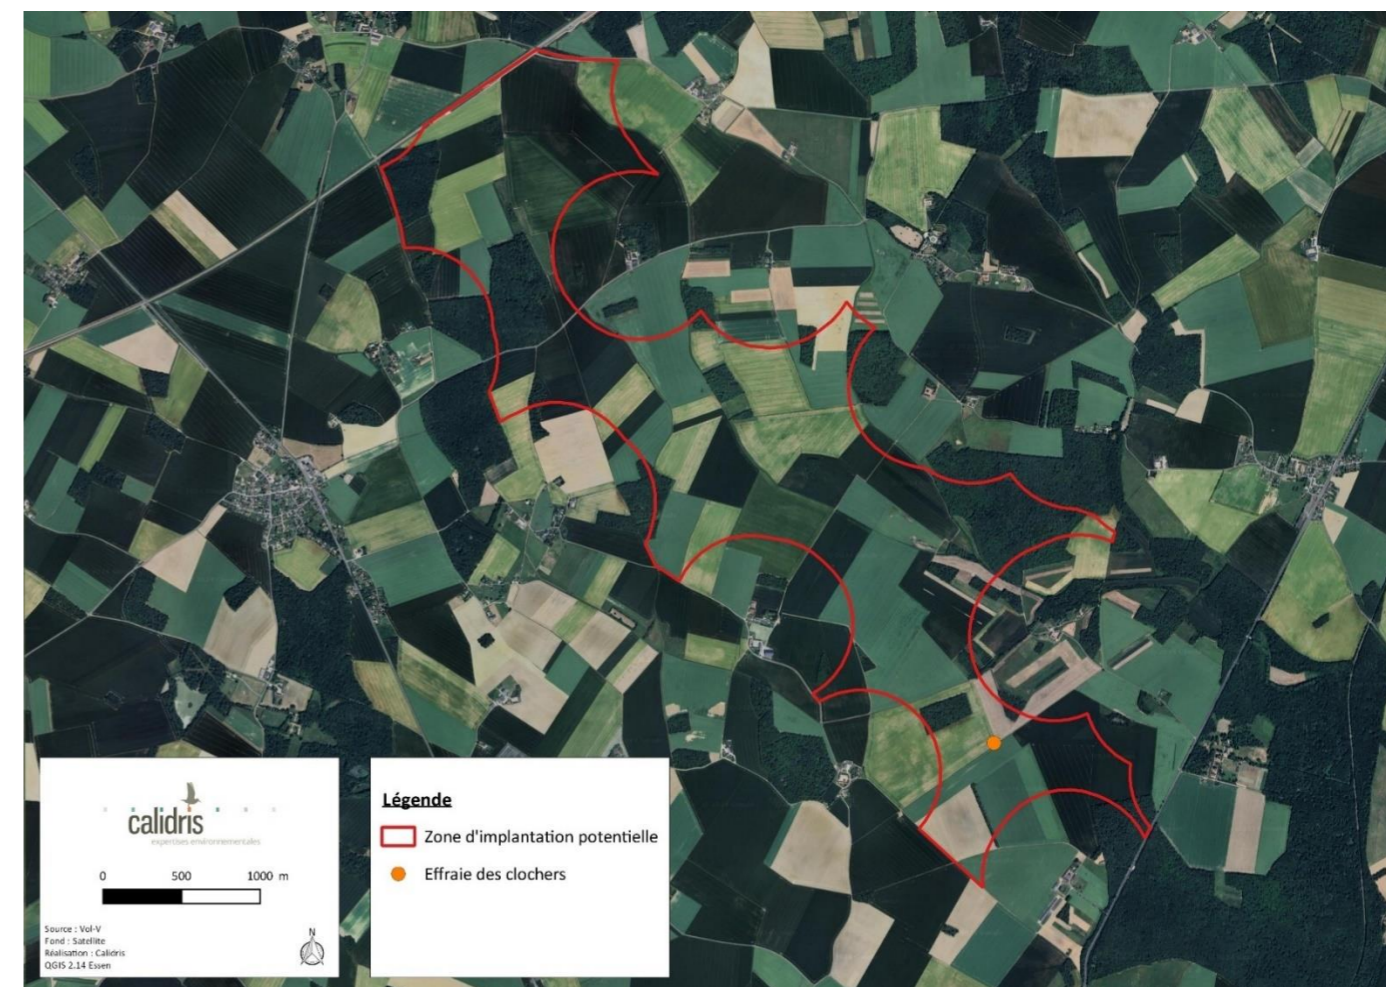 calidris
expertises environnementales
0 500 1000 m
Source : Vol-V
Fond : Satellite
Réalisation : Calidris
QGIS 2.14 Essen
N
Légende
Zone d'implantation potentielle
Effraie des clochers